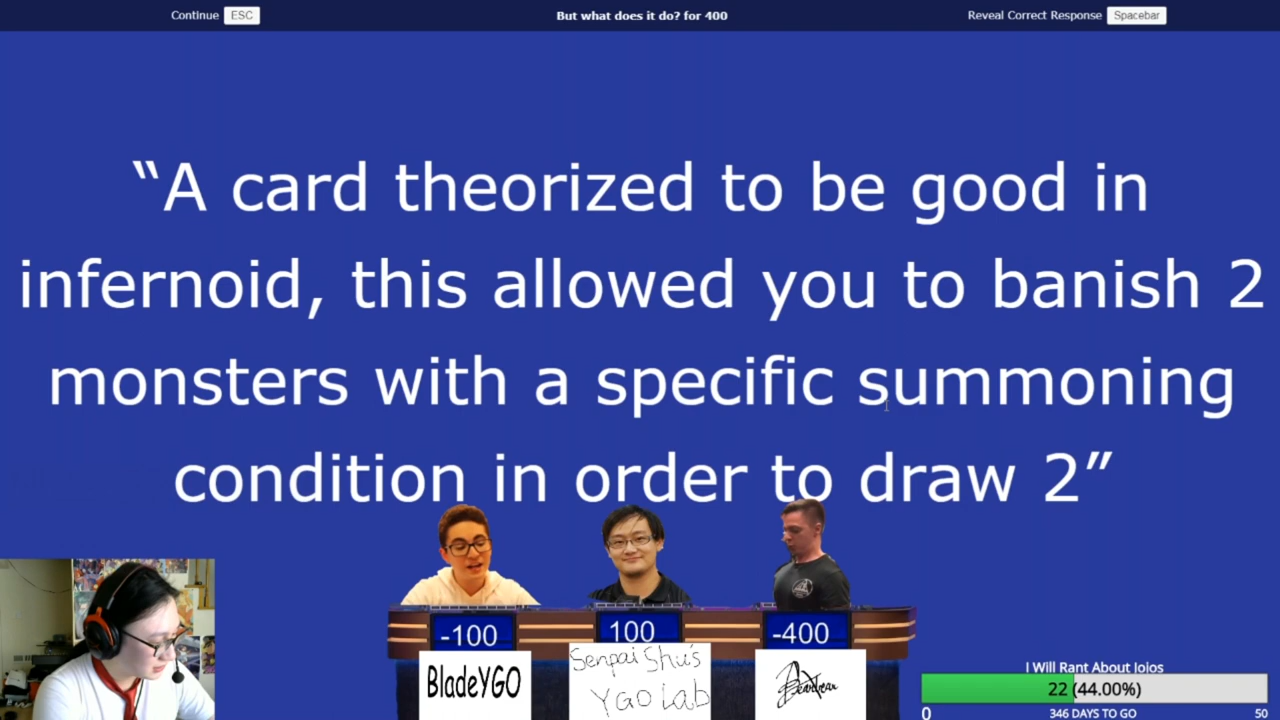 Continue ESC
But what does it do? for 400
Reveal Correct Response Spacebar
“A card theorized to be good in
infernoid, this allowed you to banish 2
monsters with a specific summoning
condition in order to draw 2”
-100
100
-400
BladeYGO
Senpai Shu's
YGO Lab
I Will Rant About Jojos
22 (44.00%)
0
346 DAYS TO GO
50